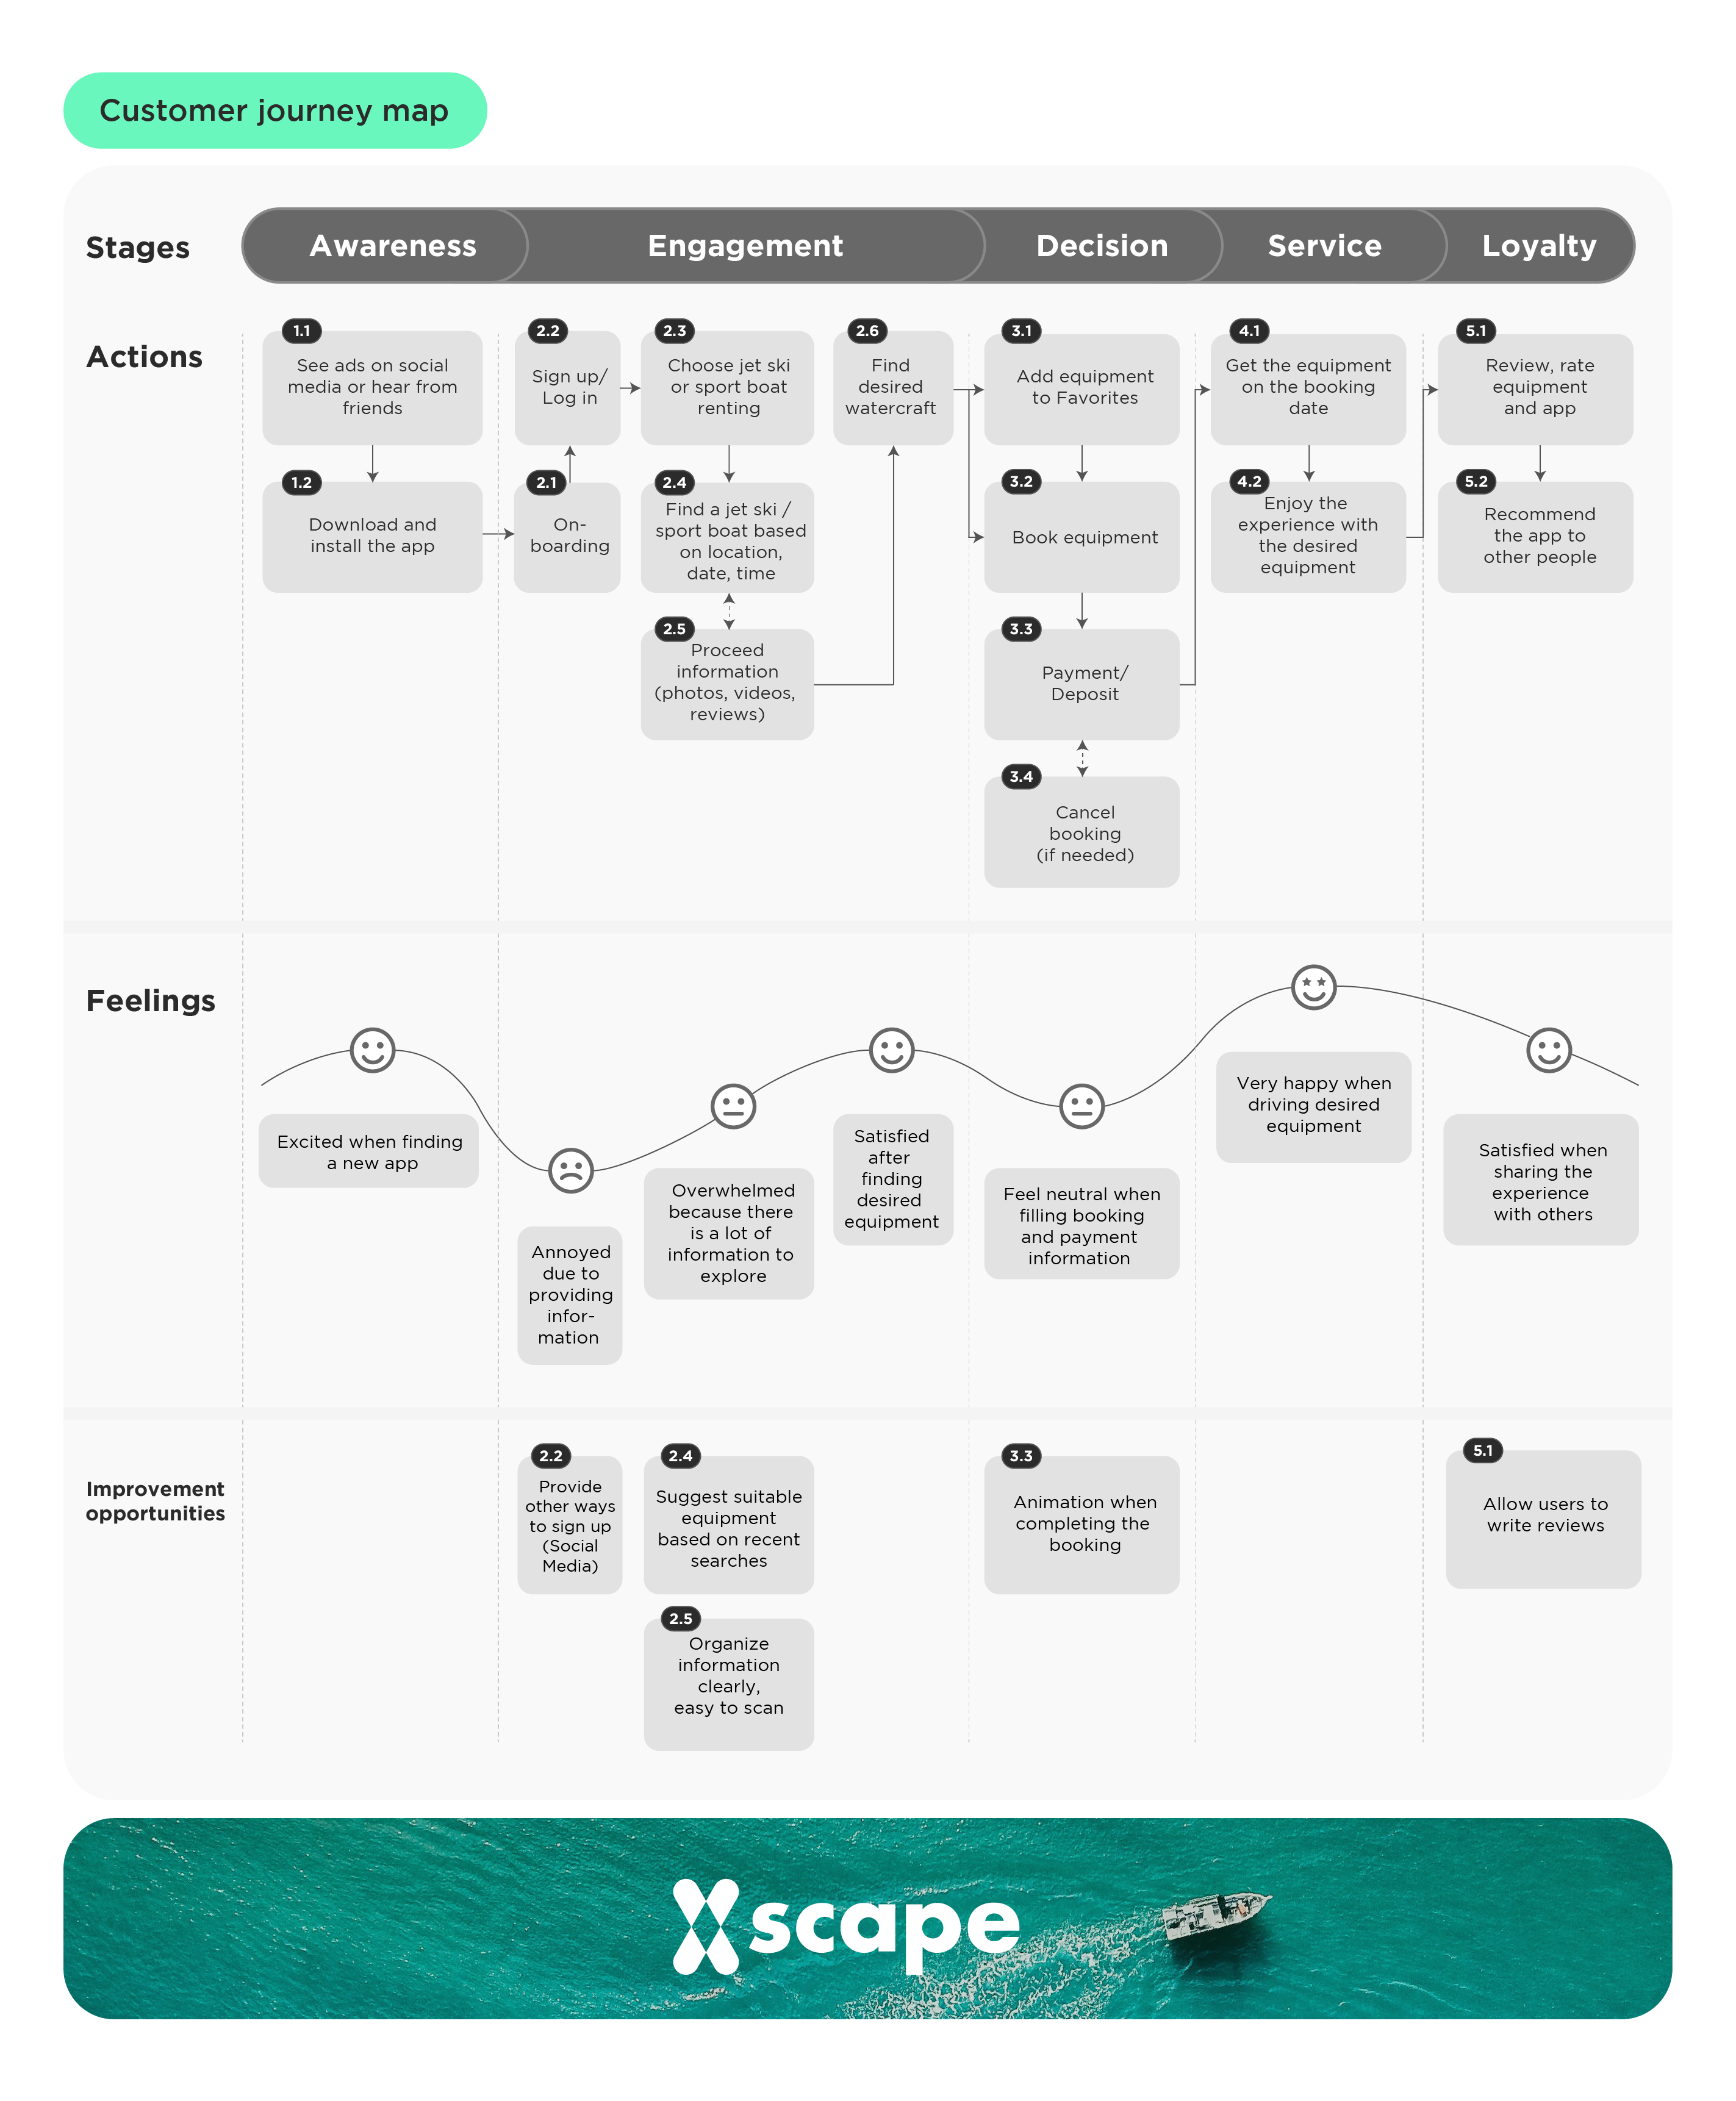 Customer journey map
Stages
Awareness
Engagement
Decision
Service
Loyalty
Actions
1.1
See ads on social
media or hear from
friends
1.2
Download and
install the app
2.1
On-
boarding
2.2
Sign up/
Log in
2.3
Choose jet ski
or sport boat
renting
2.4
Find a jet ski /
sport boat based
on location,
date, time
2.5
Proceed
information
(photos, videos,
reviews)
2.6
Find
desired
watercraft
3.1
Add equipment
to Favorites
3.2
Book equipment
3.3
Payment/
Deposit
3.4
Cancel
booking
(if needed)
4.1
Get the equipment
on the booking
date
4.2
Enjoy the
experience with
the desired
equipment
5.1
Review, rate
equipment
and app
5.2
Recommend
the app to
other people
Feelings
Excited when finding
a new app
Annoyed
due to
providing
infor-
mation
Overwhelmed
because there
is a lot of
information to
explore
Satisfied
after
finding
desired
equipment
Feel neutral when
filling booking
and payment
information
Very happy when
driving desired
equipment
Satisfied when
sharing the
experience
with others
Improvement
opportunities
2.2
Provide
other ways
to sign up
(Social
Media)
2.4
Suggest suitable
equipment
based on recent
searches
2.5
Organize
information
clearly,
easy to scan
3.3
Animation when
completing the
booking
5.1
Allow users to
write reviews
Xscape